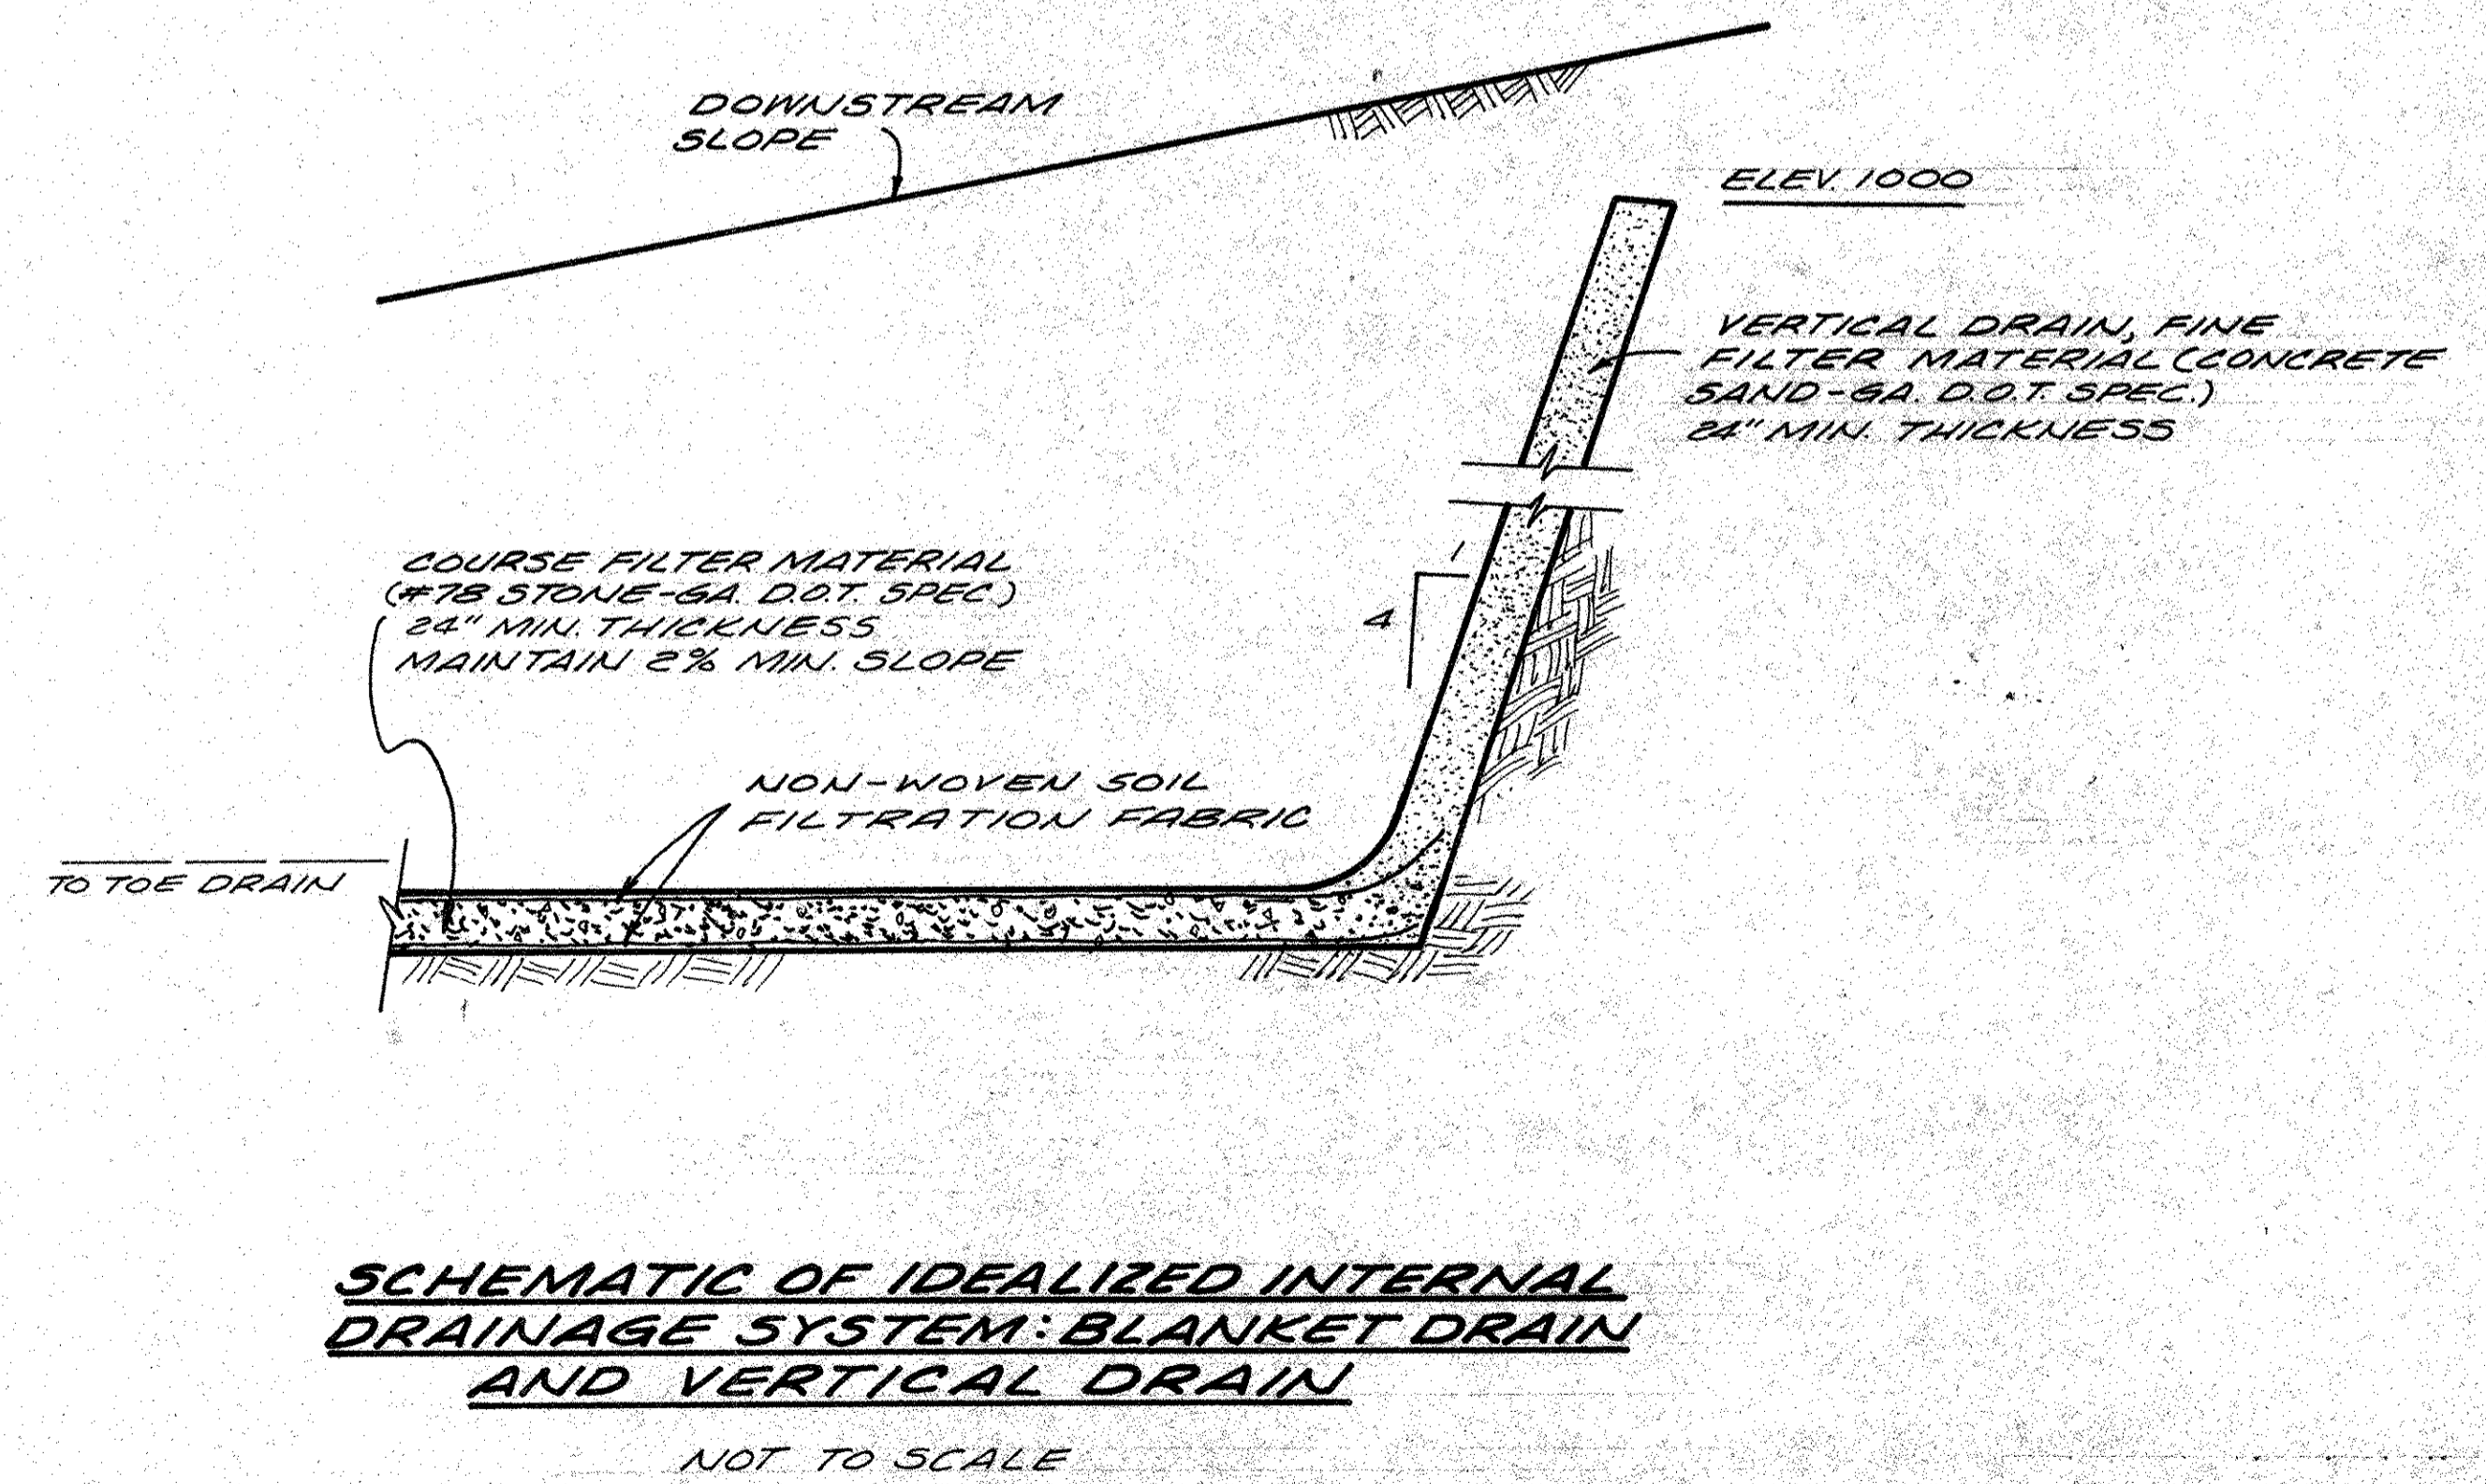 DOWNSTREAM
SLOPE
ELEV. 1000
VERTICAL DRAIN, FINE
FILTER MATERIAL (CONCRETE
SAND-GA. D.O.T. SPEC.)
24" MIN. THICKNESS
COURSE FILTER MATERIAL
(#78 STONE-GA. D.O.T. SPEC)
24" MIN. THICKNESS
MAINTAIN 2% MIN. SLOPE
1
4
NON-WOVEN SOIL
FILTRATION FABRIC
TO TOE DRAIN
SCHEMATIC OF IDEALIZED INTERNAL
DRAINAGE SYSTEM: BLANKET DRAIN
AND VERTICAL DRAIN
NOT TO SCALE